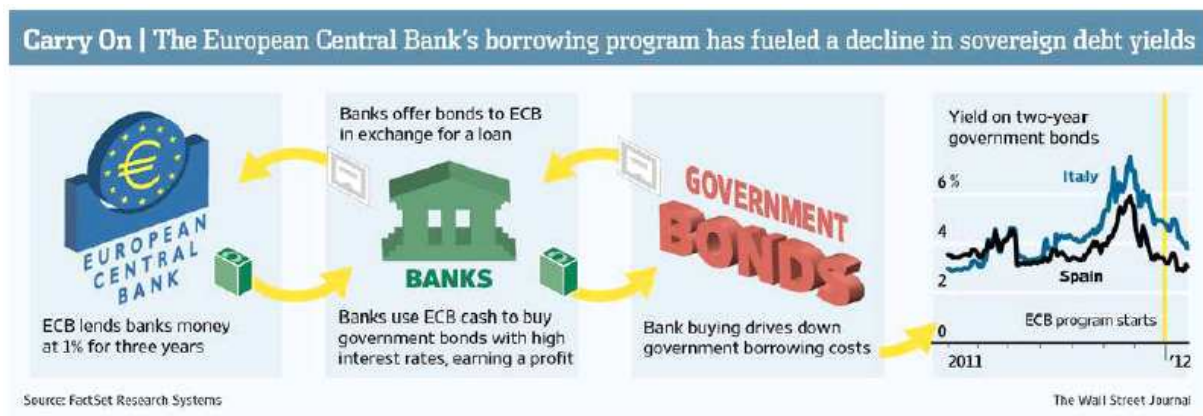 Carry On | The European Central Bank's borrowing program has fueled a decline in sovereign debt yields
EUROPEAN
CENTRAL
BANK
ECB lends banks money
at 1% for three years
Banks offer bonds to ECB
in exchange for a loan
BANKS
Banks use ECB cash to buy
government bonds with high
interest rates, earning a profit
GOVERNMENT
BONDS
Bank buying drives down
government borrowing costs
Yield on two-year
government bonds
Italy
6 %
4
Spain
2
ECB program starts
0
2011
'12
Source: FactSet Research Systems
The Wall Street Journal